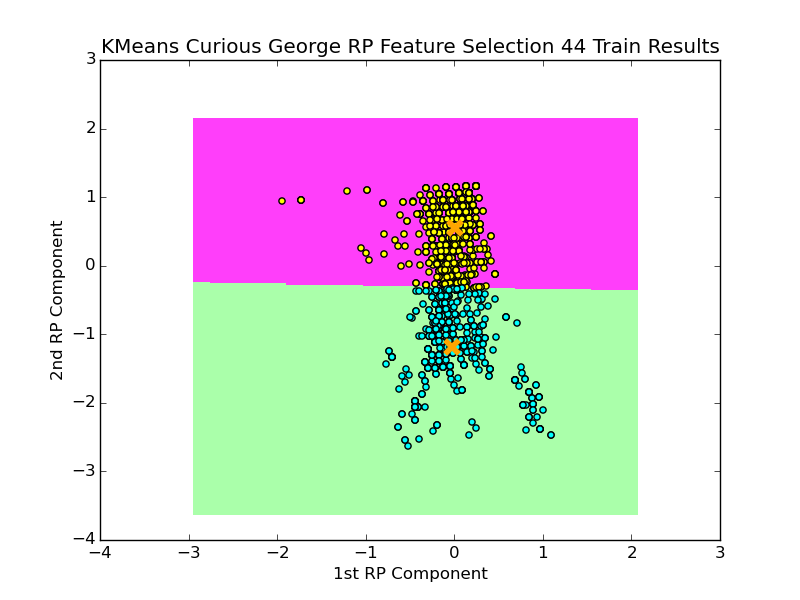 KMeans Curious George RP Feature Selection 44 Train Results
3
2
1
0
−1
−2
−3
−4
2nd RP Component
−4 −3 −2 −1 0 1 2 3
1st RP Component